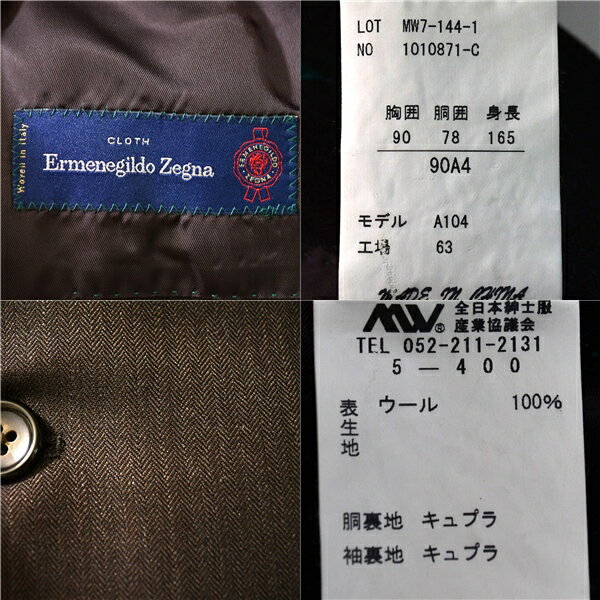 CLOTH
Ermenegildo Zegna
Woven in Italy
ERMENEGILDO
ZEGNA
LOT MW7-144-1
NO 1010871-C
胸囲 胴囲 身長
90 78 165
90A4
モデル A104
工場 63
MADE IN CHINA
MW® 全日本紳士服
産業協議会
TEL 052-211-2131
5 — 400
表生地 ウール 100%
胴裏地 キュプラ
袖裏地 キュプラ